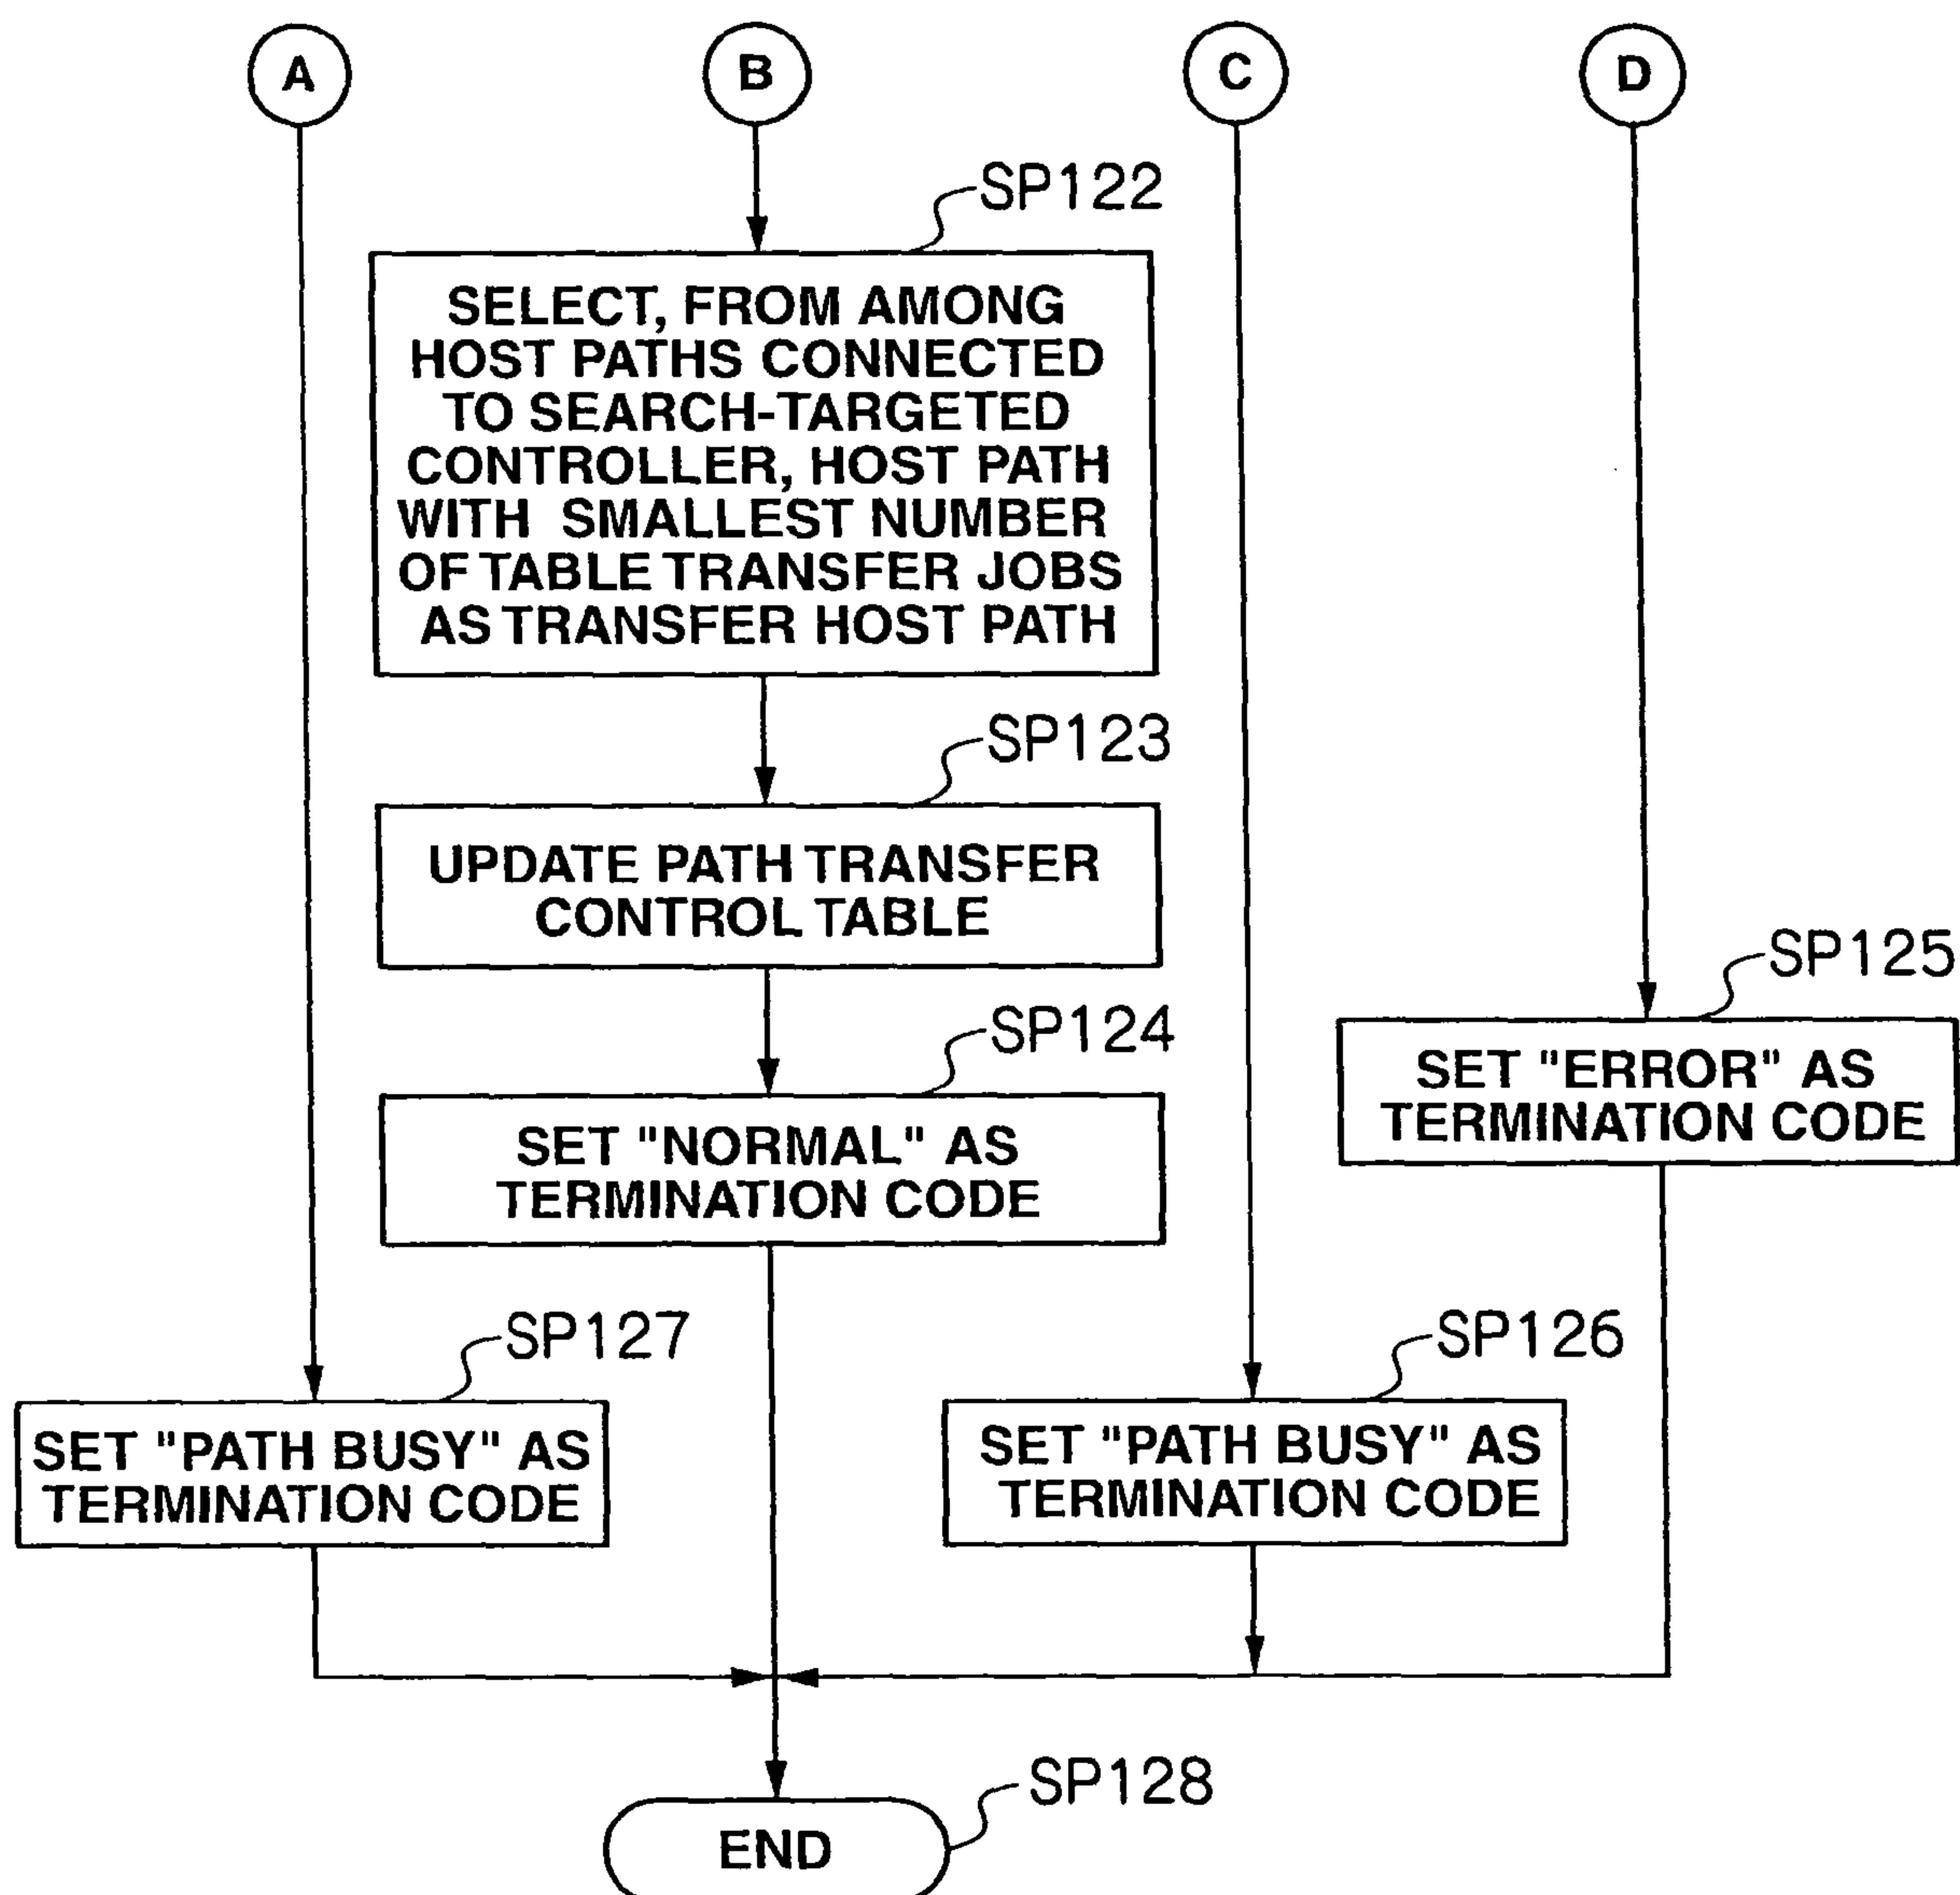 A
B
C
D
SP122
SELECT, FROM AMONG
HOST PATHS CONNECTED
TO SEARCH-TARGETED
CONTROLLER, HOST PATH
WITH SMALLEST NUMBER
OF TABLE TRANSFER JOBS
AS TRANSFER HOST PATH
SP123
UPDATE PATH TRANSFER
CONTROL TABLE
SP124
SET "NORMAL" AS
TERMINATION CODE
SP125
SET "ERROR" AS
TERMINATION CODE
SP127
SET "PATH BUSY" AS
TERMINATION CODE
SP126
SET "PATH BUSY" AS
TERMINATION CODE
SP128
END